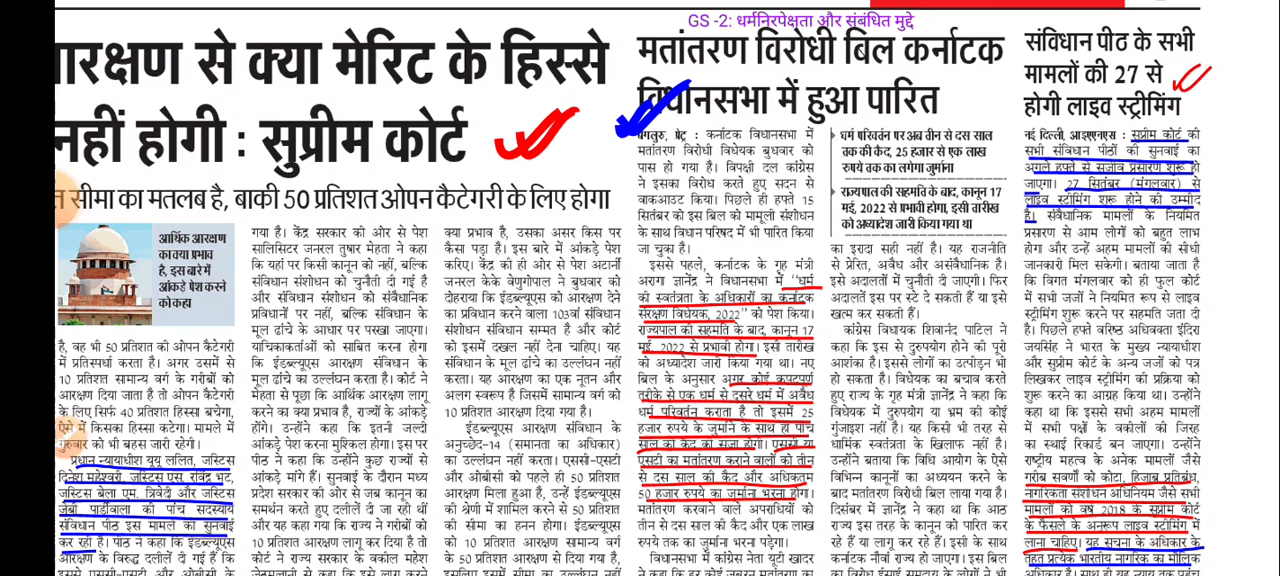 GS -2: धर्मनिरपेक्षता और संबंधित मुद्दे
ारक्षण से क्या मेरिट के हिस्से
नहीं होगी : सुप्रीम कोर्ट
त सीमा का मतलब है, बाकी 50 प्रतिशत ओपन कैटेगरी के लिए होगा
आर्थिक आरक्षण
का क्या प्रभाव
है, इस बारे में
आंकड़े पेश करने
को कहा
है, वह भी 50 प्रतिशत की ओपन कैटेगरी
में प्रतिस्पर्धा करता है। अगर उसमें से
10 प्रतिशत सामान्य वर्ग के गरीबों को
आरक्षण दिया जाता है तो ओपन कैटेगरी
के लिए सिर्फ 40 प्रतिशत हिस्सा बचेगा,
ऐसे में किसका हिस्सा कटेगा। मामले में
गुरुवार को भी बहस जारी रहेगी।
प्रधान न्यायाधीश यूयू ललित, जस्टिस
दिनेश महेश्वरी, जस्टिस एस. रविंद्र भट,
जस्टिस बेला एम. त्रिवेदी और जस्टिस
जेबी पार्डीवाला की पांच सदस्यीय
संविधान पीठ इस मामले की सुनवाई
कर रही है। पीठ ने कहा कि ईडब्ल्यूएस
आरक्षण के विरुद्ध दलीलें दी गई हैं कि
इससे एससी-एसटी और ओबीसी के
गया है। केंद्र सरकार की ओर से पेश
सालिसिटर जनरल तुषार मेहता ने कहा
कि यहां पर किसी कानून को नहीं, बल्कि
संविधान संशोधन को चुनौती दी गई है
और संविधान संशोधन को संवैधानिक
प्रविधानों पर नहीं, बल्कि संविधान के
मूल ढांचे के आधार पर परखा जाएगा।
याचिकाकर्ताओं को साबित करना होगा
कि ईडब्ल्यूएस आरक्षण संविधान के
मूल ढांचे का उल्लंघन करता है। कोर्ट ने
मेहता से पूछा कि आर्थिक आरक्षण लागू
करने का क्या प्रभाव है, राज्यों के आंकड़े
होंगे। उन्होंने कहा कि इतनी जल्दी
आंकड़े पेश करना मुश्किल होगा। इस पर
पीठ ने कहा कि उन्होंने कुछ राज्यों से
आंकड़े मांगे हैं। सुनवाई के दौरान मध्य
प्रदेश सरकार की ओर से जब कानून का
समर्थन करते हुए दलीलें दी जा रही थीं
और यह कहा गया कि राज्य ने गरीबों को
10 प्रतिशत आरक्षण लागू कर दिया है तो
कोर्ट ने राज्य सरकार के वकील महेश
जेठमलानी से कहा कि इसे लागू करने
क्या प्रभाव है, उसका असर किस पर
कैसा पड़ा है। इस बारे में आंकड़े पेश
करिए। केंद्र की ही ओर से पेश अटार्नी
जनरल केके वेणुगोपाल ने बुधवार को
दोहराया कि ईडब्ल्यूएस को आरक्षण देने
का प्रविधान करने वाला 103वां संविधान
संशोधन संविधान सम्मत है और कोर्ट
को इसमें दखल नहीं देना चाहिए। यह
संविधान के मूल ढांचे का उल्लंघन नहीं
करता। यह आरक्षण का एक नूतन और
अलग स्वरूप है जिसमें सामान्य वर्ग को
10 प्रतिशत आरक्षण दिया गया है।
ईडब्ल्यूएस आरक्षण संविधान के
अनुच्छेद-14 (समानता का अधिकार)
का उल्लंघन नहीं करता। एससी-एसटी
और ओबीसी को पहले ही 50 प्रतिशत
आरक्षण मिला हुआ है, उन्हें ईडब्ल्यूएस
की श्रेणी में शामिल करने से 50 प्रतिशत
की सीमा का हनन होगा। ईडब्ल्यूएस
को 10 प्रतिशत आरक्षण सामान्य वर्ग
के 50 प्रतिशत से दिया गया है,
इसलिए इसमें सीमा का उल्लंघन नहीं
मतांतरण विरोधी बिल कर्नाटक
विधानसभा में हुआ पारित
बेंगलुरु, प्रेट्र : कर्नाटक विधानसभा में
मतांतरण विरोधी विधेयक बुधवार को
पास हो गया है। विपक्षी दल कांग्रेस
ने इसका विरोध करते हुए सदन से
वाकआउट किया। पिछले ही हफ्ते 15
सितंबर को इस बिल को मामूली संशोधन
के साथ विधान परिषद में भी पारित किया
जा चुका है।
इससे पहले, कर्नाटक के गृह मंत्री
अरागा ज्ञानेंद्र ने विधानसभा में ''धर्म
की स्वतंत्रता के अधिकारों का कर्नाटक
संरक्षण विधेयक, 2022'' को पेश किया।
राज्यपाल की सहमति के बाद, कानून 17
मई, 2022 से प्रभावी होगा। इसी तारीख
को अध्यादेश जारी किया गया था। नए
बिल के अनुसार अगर कोई कपटपूर्ण
तरीके से एक धर्म से दूसरे धर्म में अवैध
धर्म परिवर्तन कराता है तो इसमें 25
हजार रुपये के जुर्माने के साथ ही पांच
साल की कैद की सजा होगी। एससी या
एसटी का मतांतरण कराने वालों को तीन
से दस साल की कैद और अधिकतम
50 हजार रुपये का जुर्माना भरना होगा।
मतांतरण करवाने वाले अपराधियों को
तीन से दस साल की कैद और एक लाख
रुपये तक का जुर्माना भरना पड़ेगा।
विधानसभा में कांग्रेस नेता यूटी खादर
ने कहा कि हर कोई जबरन मतांतरण का
धर्म परिवर्तन पर अब तीन से दस साल
तक की कैद, 25 हजार से एक लाख
रुपये तक का लगेगा जुर्माना
राज्यपाल की सहमति के बाद, कानून 17
मई, 2022 से प्रभावी होगा, इसी तारीख
को अध्यादेश जारी किया गया था
का इरादा सही नहीं है। यह राजनीति
से प्रेरित, अवैध और असंवैधानिक है।
इसे अदालतों में चुनौती दी जाएगी। फिर
अदालतें इस पर स्टे दे सकती हैं या इसे
खत्म कर सकती हैं।
कांग्रेस विधायक शिवानंद पाटिल ने
कहा कि इस से दुरुपयोग होने की पूरी
आशंका है। इससे लोगों का उत्पीड़न भी
हो सकता है। विधेयक का बचाव करते
हुए राज्य के गृह मंत्री ज्ञानेंद्र ने कहा कि
विधेयक में दुरुपयोग या भ्रम की कोई
गुंजाइश नहीं है। यह किसी भी तरह से
धार्मिक स्वतंत्रता के खिलाफ नहीं है।
उन्होंने बताया कि विधि आयोग के ऐसे
विभिन्न कानूनों का अध्ययन करने के
बाद मतांतरण विरोधी बिल लाया गया है।
दिसंबर में ज्ञानेंद्र ने कहा था कि आठ
राज्य इस तरह के कानून को पारित कर
रहे हैं या लागू कर रहे हैं। इसी के साथ
कर्नाटक नौवां राज्य हो जाएगा। इस बिल
का विरोध ईसाई समुदाय के लोगों ने भी
संविधान पीठ के सभी
मामलों की 27 से
होगी लाइव स्ट्रीमिंग
नई दिल्ली, आइएएनएस : सुप्रीम कोर्ट की
सभी संविधान पीठों की सुनवाई का
अगले हफ्ते से सजीव प्रसारण शुरू हो
जाएगा। 27 सितंबर (मंगलवार) से
लाइव स्ट्रीमिंग शुरू होने की उम्मीद
है। संवैधानिक मामलों के नियमित
प्रसारण से आम लोगों को बहुत लाभ
होगा और उन्हें अहम मामलों की सीधी
जानकारी मिल सकेगी। बताया जाता है
कि विगत मंगलवार को ही फुल कोर्ट
में सभी जजों ने नियमित रूप से लाइव
स्ट्रीमिंग शुरू करने पर सहमति जता दी
है। पिछले हफ्ते वरिष्ठ अधिवक्ता इंदिरा
जयसिंह ने भारत के मुख्य न्यायाधीश
और सुप्रीम कोर्ट के अन्य जजों को पत्र
लिखकर लाइव स्ट्रीमिंग की प्रक्रिया को
शुरू करने का आग्रह किया था। उन्होंने
कहा था कि इससे सभी अहम मामलों
में सभी पक्षों के वकीलों की जिरह
का स्थाई रिकार्ड बन जाएगा। उन्होंने
राष्ट्रीय महत्व के अनेक मामलों जैसे
गरीब सवर्णों को कोटा, हिजाब प्रतिबंध,
नागरिकता संशोधन अधिनियम जैसे सभी
मामलों को वर्ष 2018 के सुप्रीम कोर्ट
के फैसले के अनुरूप लाइव स्ट्रीमिंग में
लाना चाहिए। यह सूचना के अधिकार के
तहत प्रत्येक भारतीय नागरिक का मौलिक